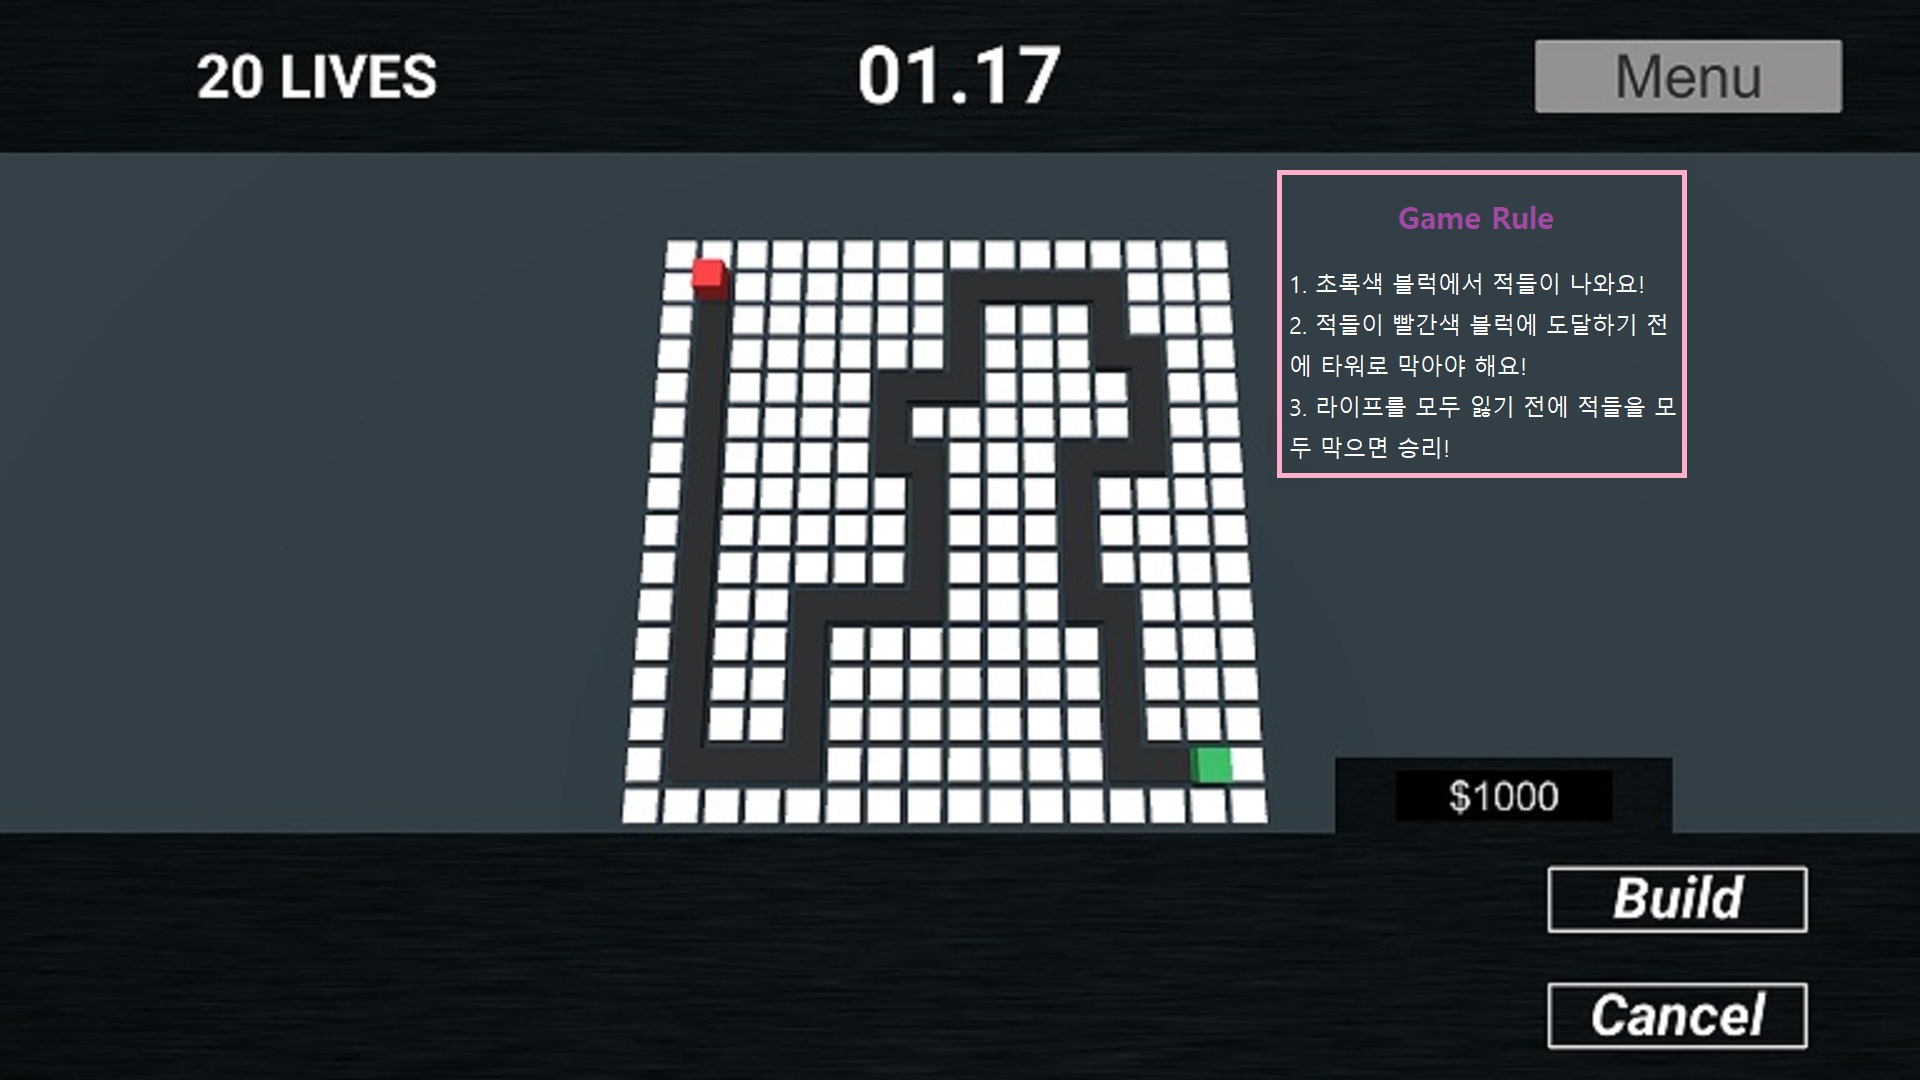 20 LIVES
01.17
Menu
Game Rule
1. 초록색 블럭에서 적들이 나와요!
2. 적들이 빨간색 블럭에 도달하기 전
에 타워로 막아야 해요!
3. 라이프를 모두 잃기 전에 적들을 모
두 막으면 승리!
$1000
Build
Cancel